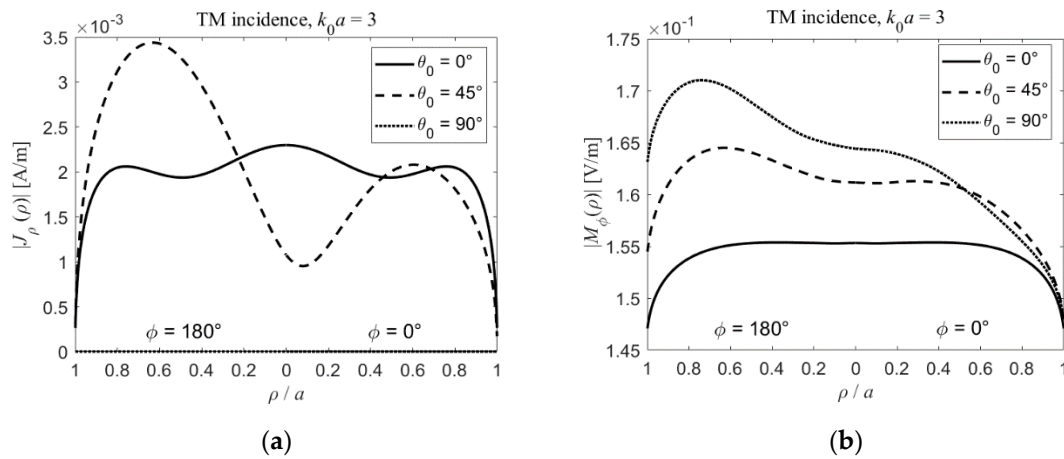 TM incidence, k₀a = 3
×10⁻³
3.5
3
2.5
2
1.5
1
0.5
0
|Jρ(ρ)| [A/m]
θ₀ = 0°
θ₀ = 45°
θ₀ = 90°
ϕ = 180°
ϕ = 0°
1 0.8 0.6 0.4 0.2 0 0.2 0.4 0.6 0.8 1
ρ / a
(a)
TM incidence, k₀a = 3
×10⁻¹
1.75
1.7
1.65
1.6
1.55
1.5
1.45
|Mϕ(ρ)| [V/m]
θ₀ = 0°
θ₀ = 45°
θ₀ = 90°
ϕ = 180°
ϕ = 0°
1 0.8 0.6 0.4 0.2 0 0.2 0.4 0.6 0.8 1
ρ / a
(b)